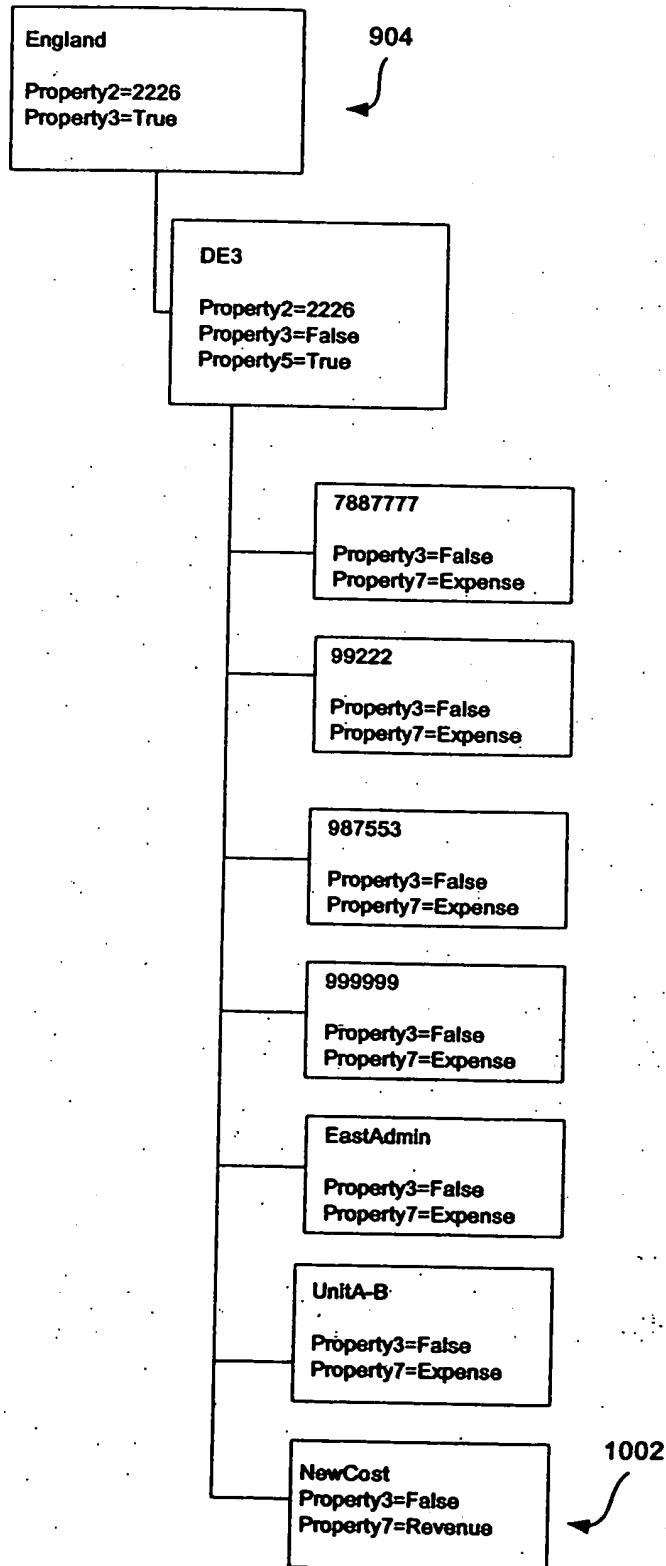 England
904
Property2=2226
Property3=True
DE3
Property2=2226
Property3=False
Property5=True
7887777
Property3=False
Property7=Expense
99222
Property3=False
Property7=Expense
987553
Property3=False
Property7=Expense
999999
Property3=False
Property7=Expense
EastAdmin
Property3=False
Property7=Expense
UnitA-B
Property3=False
Property7=Expense
1002
NewCost
Property3=False
Property7=Revenue